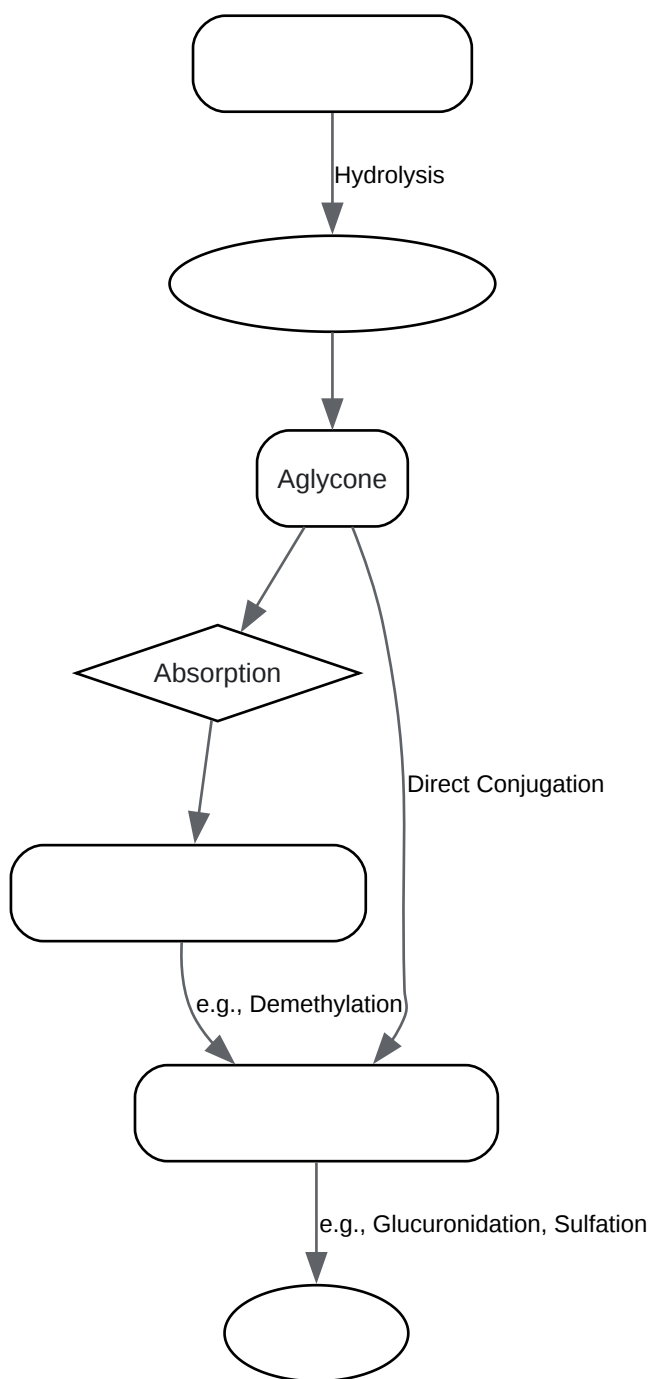 Hydrolysis
Aglycone
Absorption
Direct Conjugation
e.g., Demethylation
e.g., Glucuronidation, Sulfation